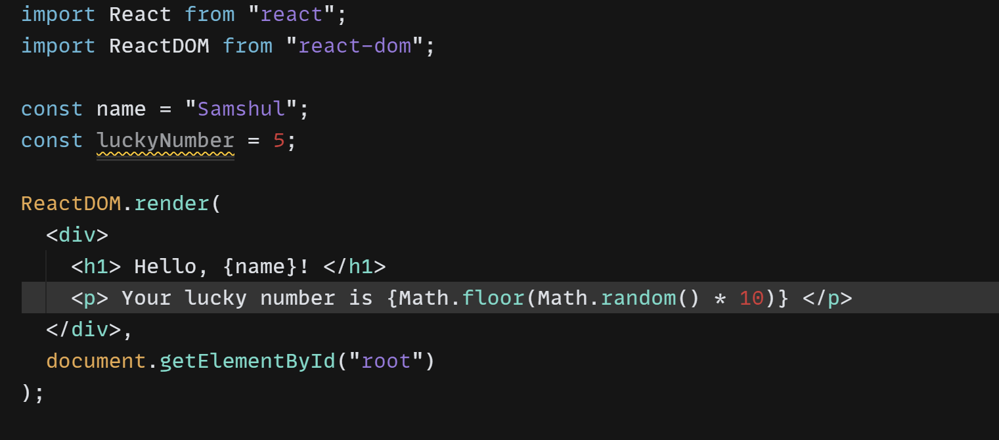 import React from "react";
import ReactDOM from "react-dom";
const name = "Samshul";
const luckyNumber = 5;
ReactDOM.render(
<div>
<h1> Hello, {name}! </h1>
<p> Your lucky number is {Math.floor(Math.random() * 10)} </p>
</div>,
document.getElementById("root")
);